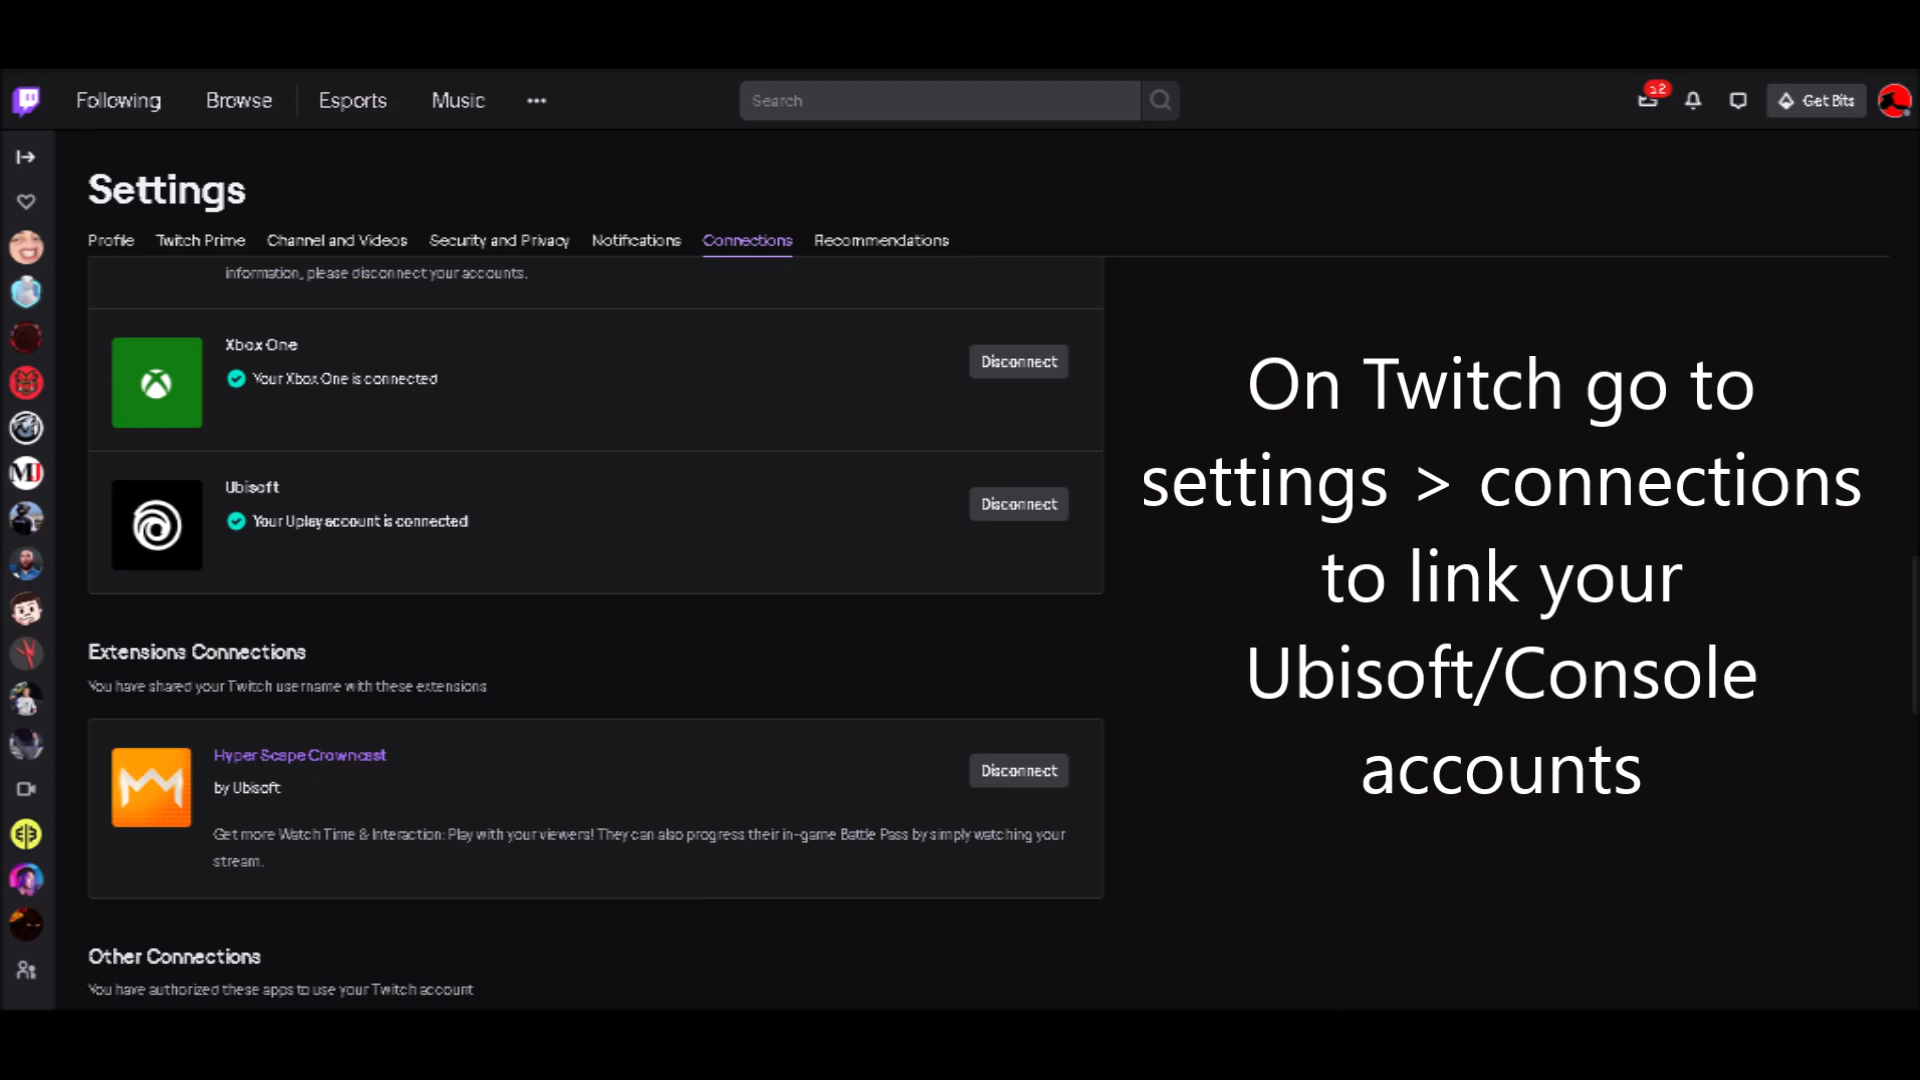 Following
Browse
Esports
Music
Search
12
Get Bits
Settings
Profile
Twitch Prime
Channel and Videos
Security and Privacy
Notifications
Connections
Recommendations
information, please disconnect your accounts.
Xbox One
Your Xbox One is connected
Disconnect
Ubisoft
Your Uplay account is connected
Disconnect
Extensions Connections
You have shared your Twitch username with these extensions
Hyper Scape Crowncast
by Ubisoft
Disconnect
Get more Watch Time & Interaction: Play with your viewers! They can also progress their in-game Battle Pass by simply watching your
stream.
Other Connections
You have authorized these apps to use your Twitch account
On Twitch go to
settings > connections
to link your
Ubisoft/Console
accounts